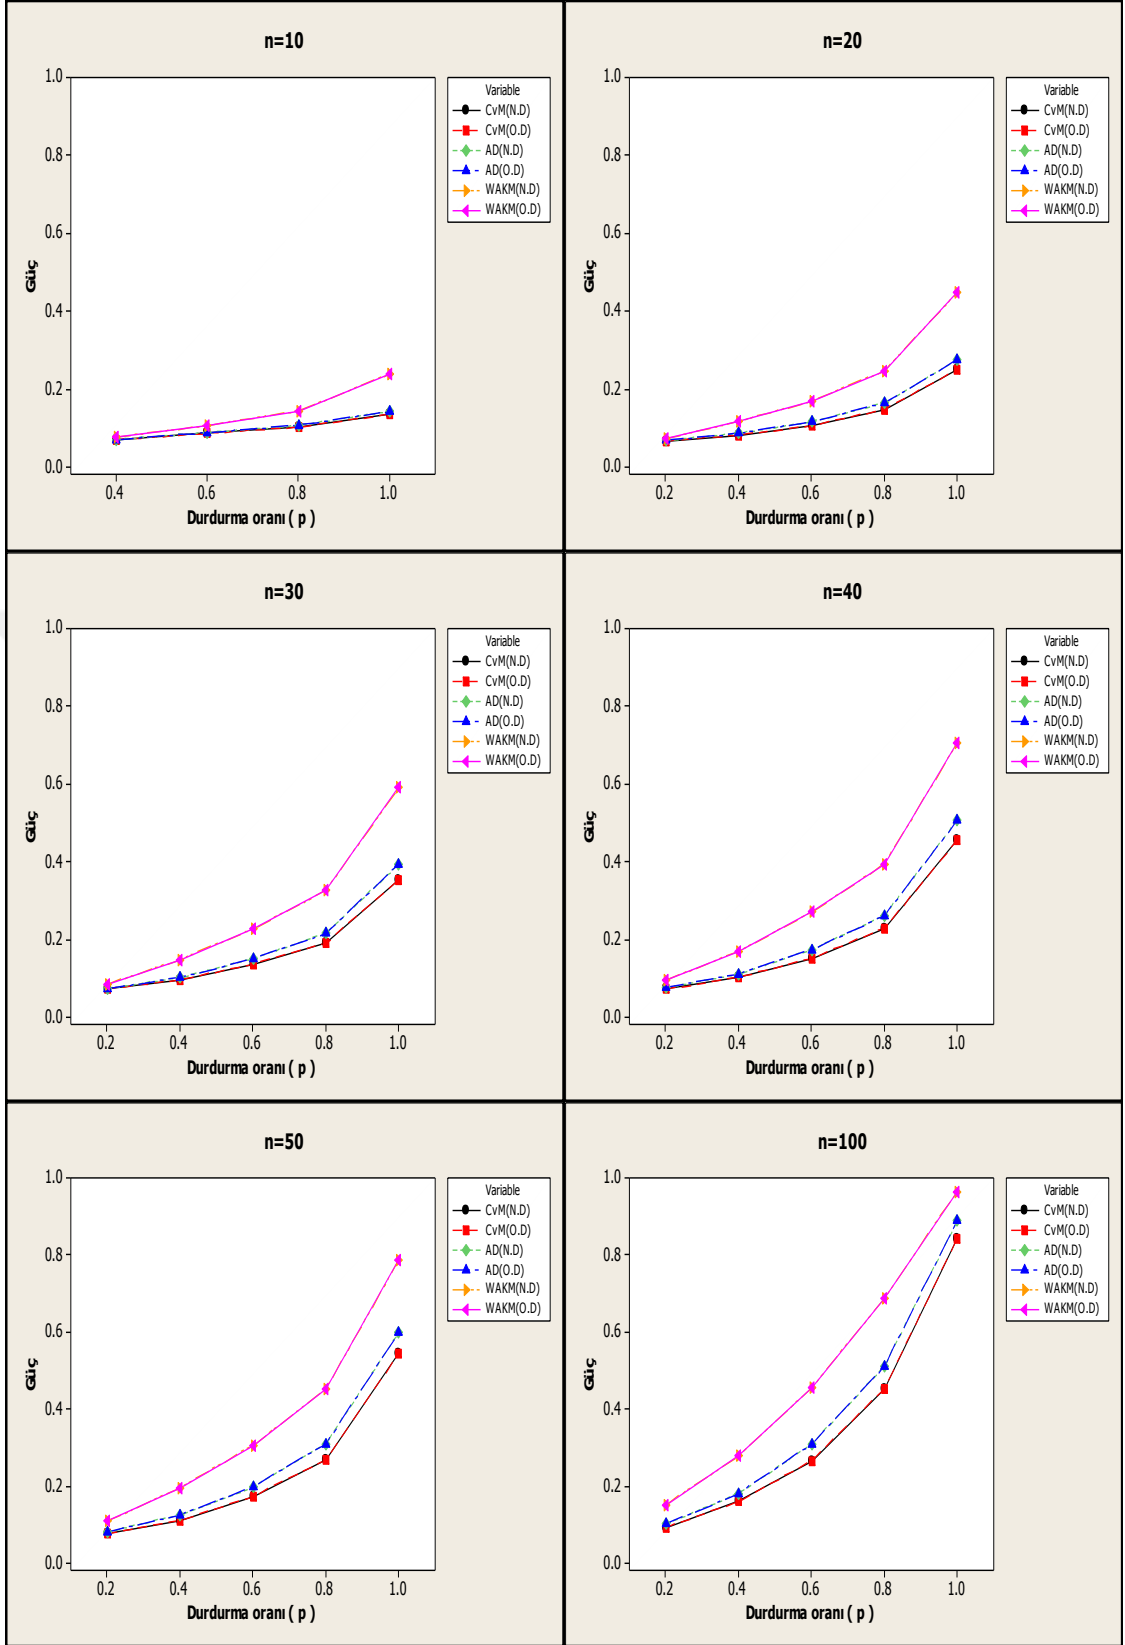 n=10
1.0
0.8
0.6
0.4
0.2
0.0
Güç
0.4 0.6 0.8 1.0
Durdurma oranı ( p )
Variable
CvM(N.D)
CvM(O.D)
AD(N.D)
AD(O.D)
WAKM(N.D)
WAKM(O.D)
n=20
1.0
0.8
0.6
0.4
0.2
0.0
Güç
0.2 0.4 0.6 0.8 1.0
Durdurma oranı ( p )
Variable
CvM(N.D)
CvM(O.D)
AD(N.D)
AD(O.D)
WAKM(N.D)
WAKM(O.D)
n=30
1.0
0.8
0.6
0.4
0.2
0.0
Güç
0.2 0.4 0.6 0.8 1.0
Durdurma oranı ( p )
Variable
CvM(N.D)
CvM(O.D)
AD(N.D)
AD(O.D)
WAKM(N.D)
WAKM(O.D)
n=40
1.0
0.8
0.6
0.4
0.2
0.0
Güç
0.2 0.4 0.6 0.8 1.0
Durdurma oranı ( p )
Variable
CvM(N.D)
CvM(O.D)
AD(N.D)
AD(O.D)
WAKM(N.D)
WAKM(O.D)
n=50
1.0
0.8
0.6
0.4
0.2
0.0
Güç
0.2 0.4 0.6 0.8 1.0
Durdurma oranı ( p )
Variable
CvM(N.D)
CvM(O.D)
AD(N.D)
AD(O.D)
WAKM(N.D)
WAKM(O.D)
n=100
1.0
0.8
0.6
0.4
0.2
0.0
Güç
0.2 0.4 0.6 0.8 1.0
Durdurma oranı ( p )
Variable
CvM(N.D)
CvM(O.D)
AD(N.D)
AD(O.D)
WAKM(N.D)
WAKM(O.D)